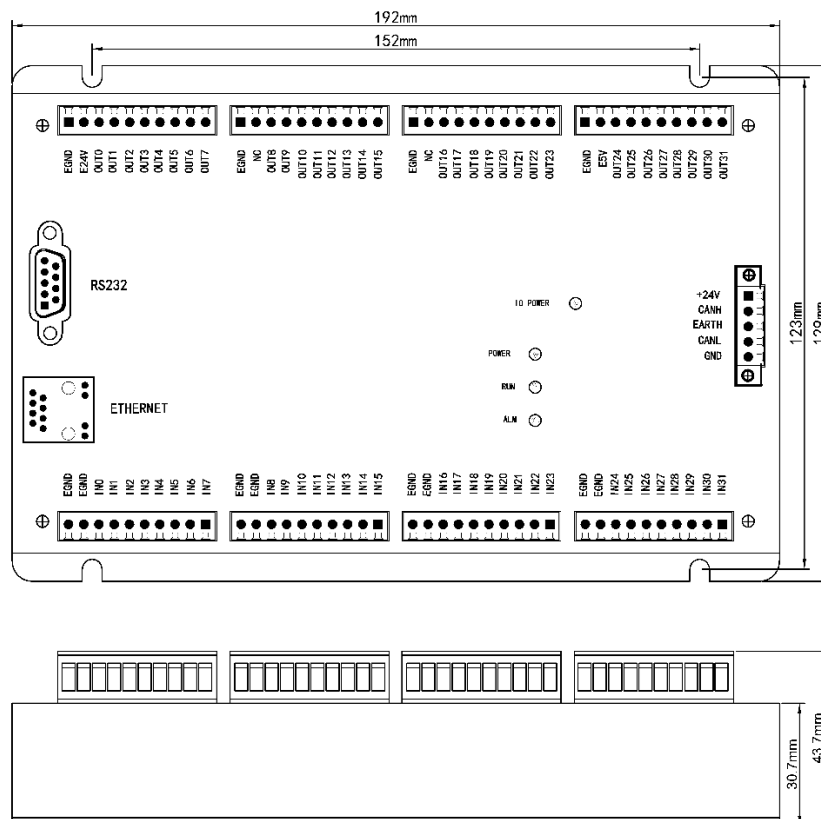 192mm
152mm
EGND E24V OUT0 OUT1 OUT2 OUT3 OUT4 OUT5 OUT6 OUT7
EGND NC OUT8 OUT9 OUT10 OUT11 OUT12 OUT13 OUT14 OUT15
EGND NC OUT16 OUT17 OUT18 OUT19 OUT20 OUT21 OUT22 OUT23
EGND E5V OUT24 OUT25 OUT26 OUT27 OUT28 OUT29 OUT30 OUT31
RS232
IO POWER
+24V
CANH
EARTH
CANL
GND
123mm
POWER
RUN
ALM
ETHERNET
EGND EGND IN0 IN1 IN2 IN3 IN4 IN5 IN6 IN7
EGND EGND IN8 IN9 IN10 IN11 IN12 IN13 IN14 IN15
EGND EGND IN16 IN17 IN18 IN19 IN20 IN21 IN22 IN23
EGND EGND IN24 IN25 IN26 IN27 IN28 IN29 IN30 IN31
30.7mm
43.7mm